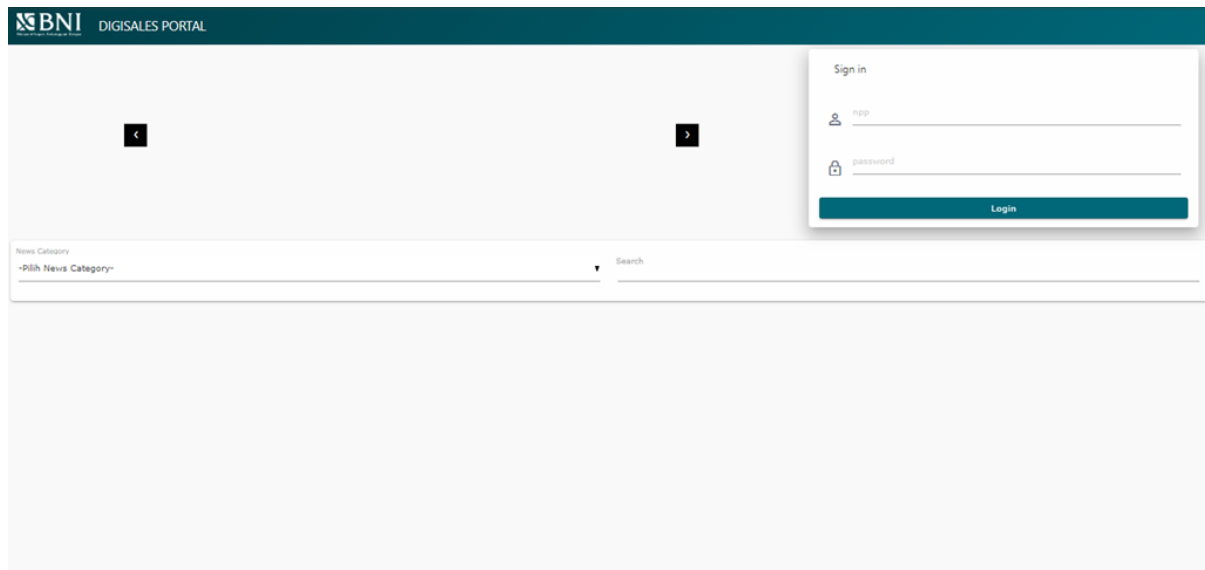 BNI
DIGISALES PORTAL
Sign in
npp
password
Login
News Category
-Pilih News Category-
Search